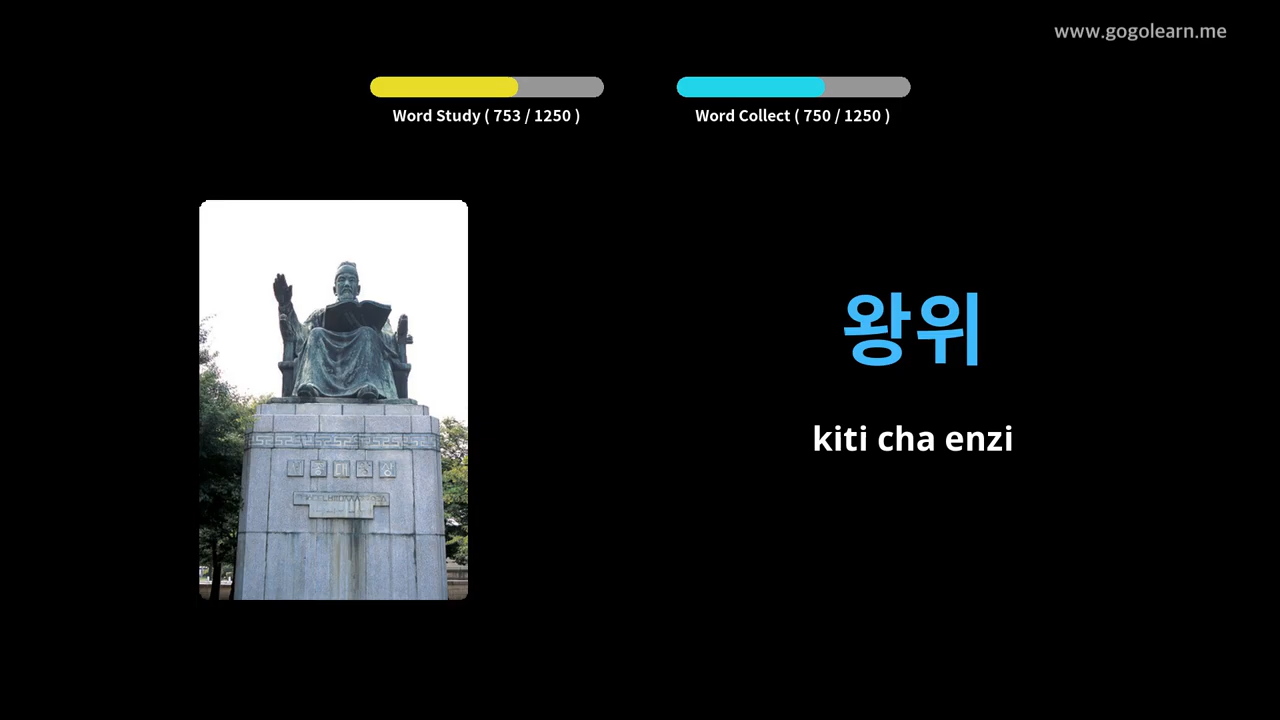 www.gogolearn.me
Word Study ( 753 / 1250 )
Word Collect ( 750 / 1250 )
왕위
kiti cha enzi